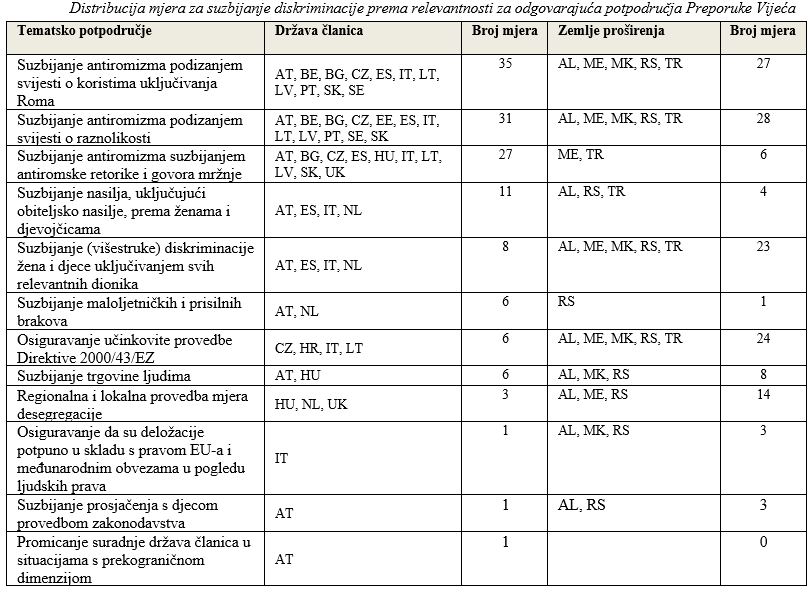 Distribucija mjera za suzbijanje diskriminacije prema relevantnosti za odgovarajuća potpodručja Preporuke Vijeća
Tematsko potpodručje Država članica Broj mjera Zemlje proširenja Broj mjera
Suzbijanje antiromizma podizanjem
svijesti o koristima uključivanja
Roma
AT, BE, BG, CZ, ES, IT, LT,
LV, PT, SK, SE
35
AL, ME, MK, RS, TR
27
Suzbijanje antiromizma podizanjem
svijesti o raznolikosti
AT, BE, BG, CZ, EE, ES, IT,
LT, LV, PT, SE, SK
31
AL, ME, MK, RS, TR
28
Suzbijanje antiromizma suzbijanjem
antiromske retorike i govora mržnje
AT, BG, CZ, ES, HU, IT, LT,
LV, SK, UK
27
ME, TR
6
Suzbijanje nasilja, uključujući
obiteljsko nasilje, prema ženama i
djevojčicama
AT, ES, IT, NL
11
AL, RS, TR
4
Suzbijanje (višestruke) diskriminacije
žena i djece uključivanjem svih
relevantnih dionika
AT, ES, IT, NL
8
AL, ME, MK, RS, TR
23
Suzbijanje maloljetničkih i prisilnih
brakova
AT, NL
6
RS
1
Osiguravanje učinkovite provedbe
Direktive 2000/43/EZ
CZ, HR, IT, LT
6
AL, ME, MK, RS, TR
24
Suzbijanje trgovine ljudima
AT, HU
6
AL, MK, RS
8
Regionalna i lokalna provedba mjera
desegregacije
HU, NL, UK
3
AL, ME, RS
14
Osiguravanje da su deložacije
potpuno u skladu s pravom EU-a i
međunarodnim obvezama u pogledu
ljudskih prava
IT
1
AL, MK, RS
3
Suzbijanje prosjačenja s djecom
provedbom zakonodavstva
AT
1
AL, RS
3
Promicanje suradnje država članica u
situacijama s prekograničnom
dimenzijom
AT
1
0